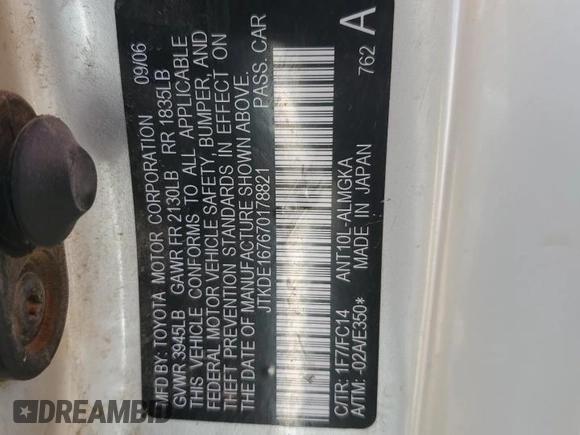 MFD. BY: TOYOTA MOTOR CORPORATION 09/06
GVWR 3945LB GAWR FR 2130LB RR 1835LB
THIS VEHICLE CONFORMS TO ALL APPLICABLE
FEDERAL MOTOR VEHICLE SAFETY, BUMPER, AND
THEFT PREVENTION STANDARDS IN EFFECT ON
THE DATE OF MANUFACTURE SHOWN ABOVE.
JTKDE167670178821 PASS. CAR
C/TR: 1F7/FC14 ANT10L-ALMGKA 762 A
A/TM: -02A/E350* MADE IN JAPAN
DREAMBID